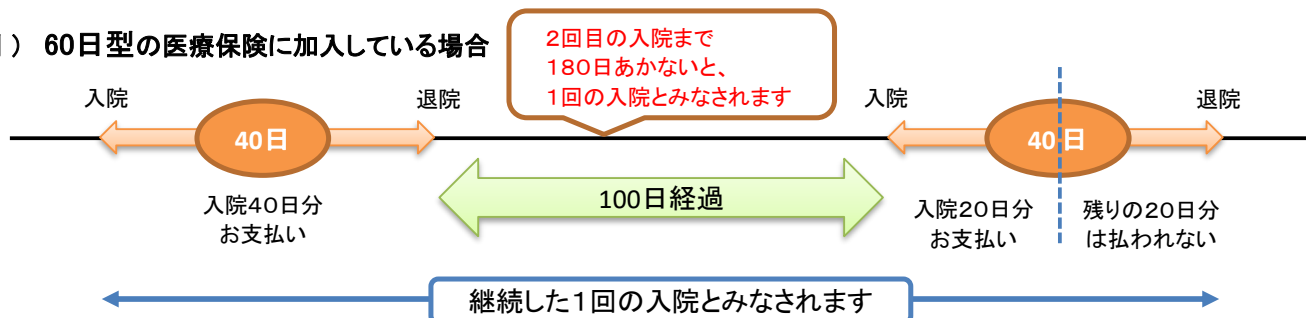 ） 60日型の医療保険に加入している場合
2回目の入院まで
180日あかないと、
1回の入院とみなされます
入院
退院
入院
退院
40日
40日
100日経過
入院40日分
お支払い
入院20日分
お支払い
残りの20日分
は払われない
継続した1回の入院とみなされます